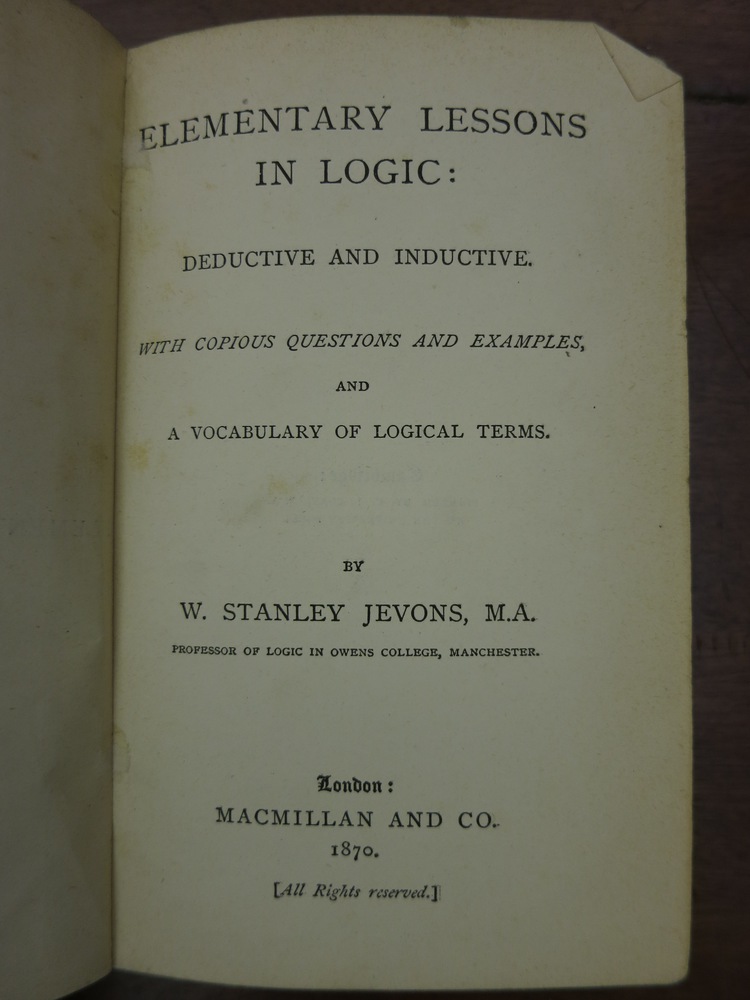 ELEMENTARY LESSONS
IN LOGIC:
DEDUCTIVE AND INDUCTIVE.
WITH COPIOUS QUESTIONS AND EXAMPLES,
AND
A VOCABULARY OF LOGICAL TERMS.
BY
W. STANLEY JEVONS, M.A.
PROFESSOR OF LOGIC IN OWENS COLLEGE, MANCHESTER.
London:
MACMILLAN AND CO.
1870.
[All Rights reserved.]